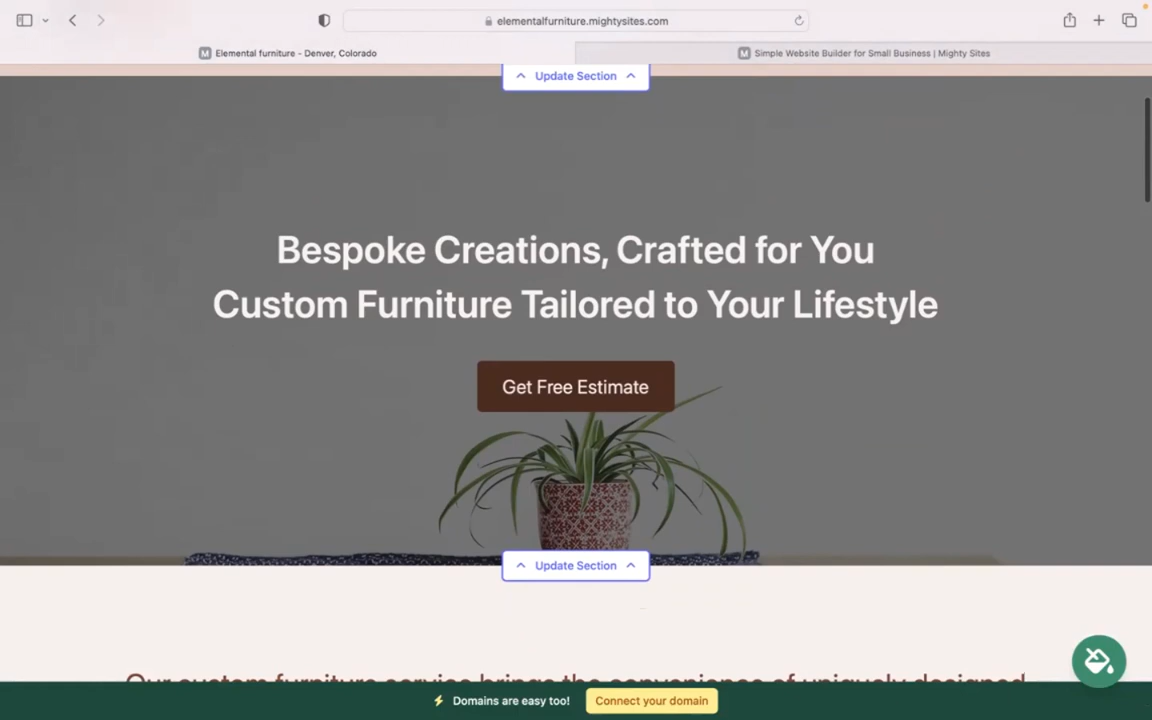 elementalfurniture.mightysites.com
Elemental furniture - Denver, Colorado
Simple Website Builder for Small Business | Mighty Sites
Update Section
Bespoke Creations, Crafted for You
Custom Furniture Tailored to Your Lifestyle
Get Free Estimate
Update Section
Our custom furniture service brings the convenience of uniquely designed
Domains are easy too!
Connect your domain